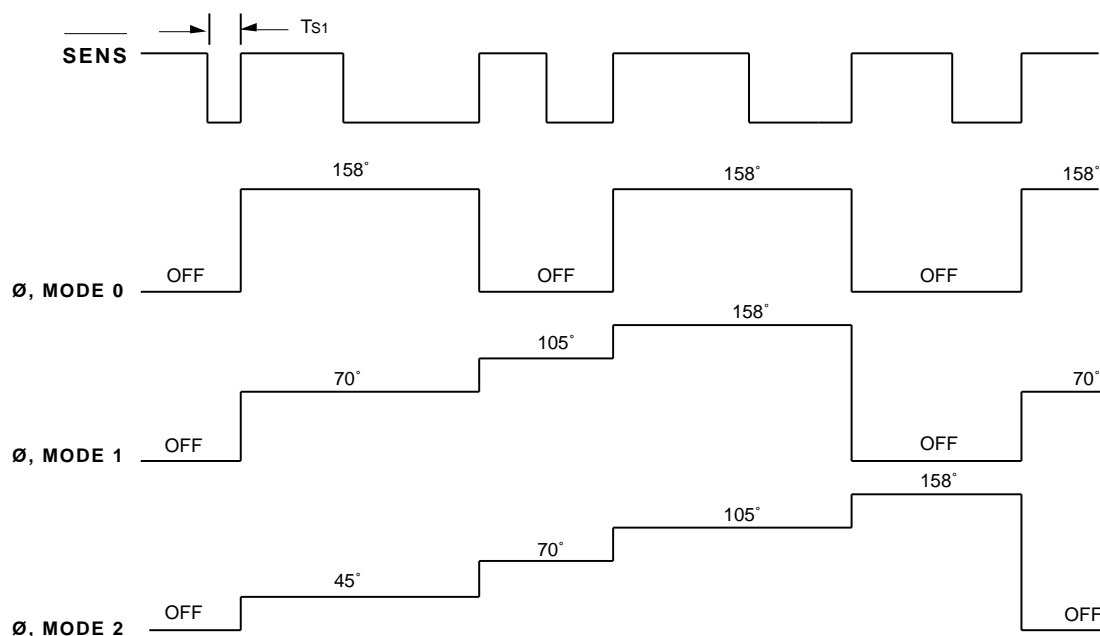 TS1
SENS
158° 158° 158°
OFF OFF OFF
Ø, MODE 0
158°
105°
70° 70°
OFF OFF
Ø, MODE 1
158°
105°
70°
45°
OFF OFF
Ø, MODE 2